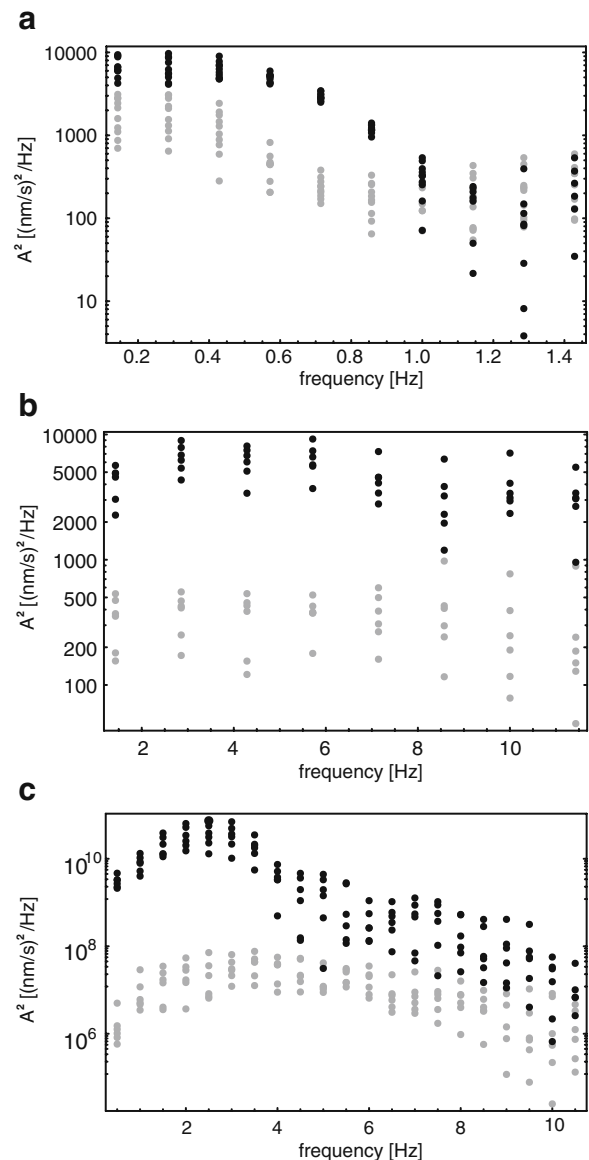 a
10000
1000
100
10
A² [(nm/s)²/Hz]
0.2 0.4 0.6 0.8 1.0 1.2 1.4
frequency [Hz]
b
10000
5000
2000
1000
500
200
100
A² [(nm/s)²/Hz]
2 4 6 8 10
frequency [Hz]
c
10¹⁰
10⁸
10⁶
A² [(nm/s)²/Hz]
2 4 6 8 10
frequency [Hz]